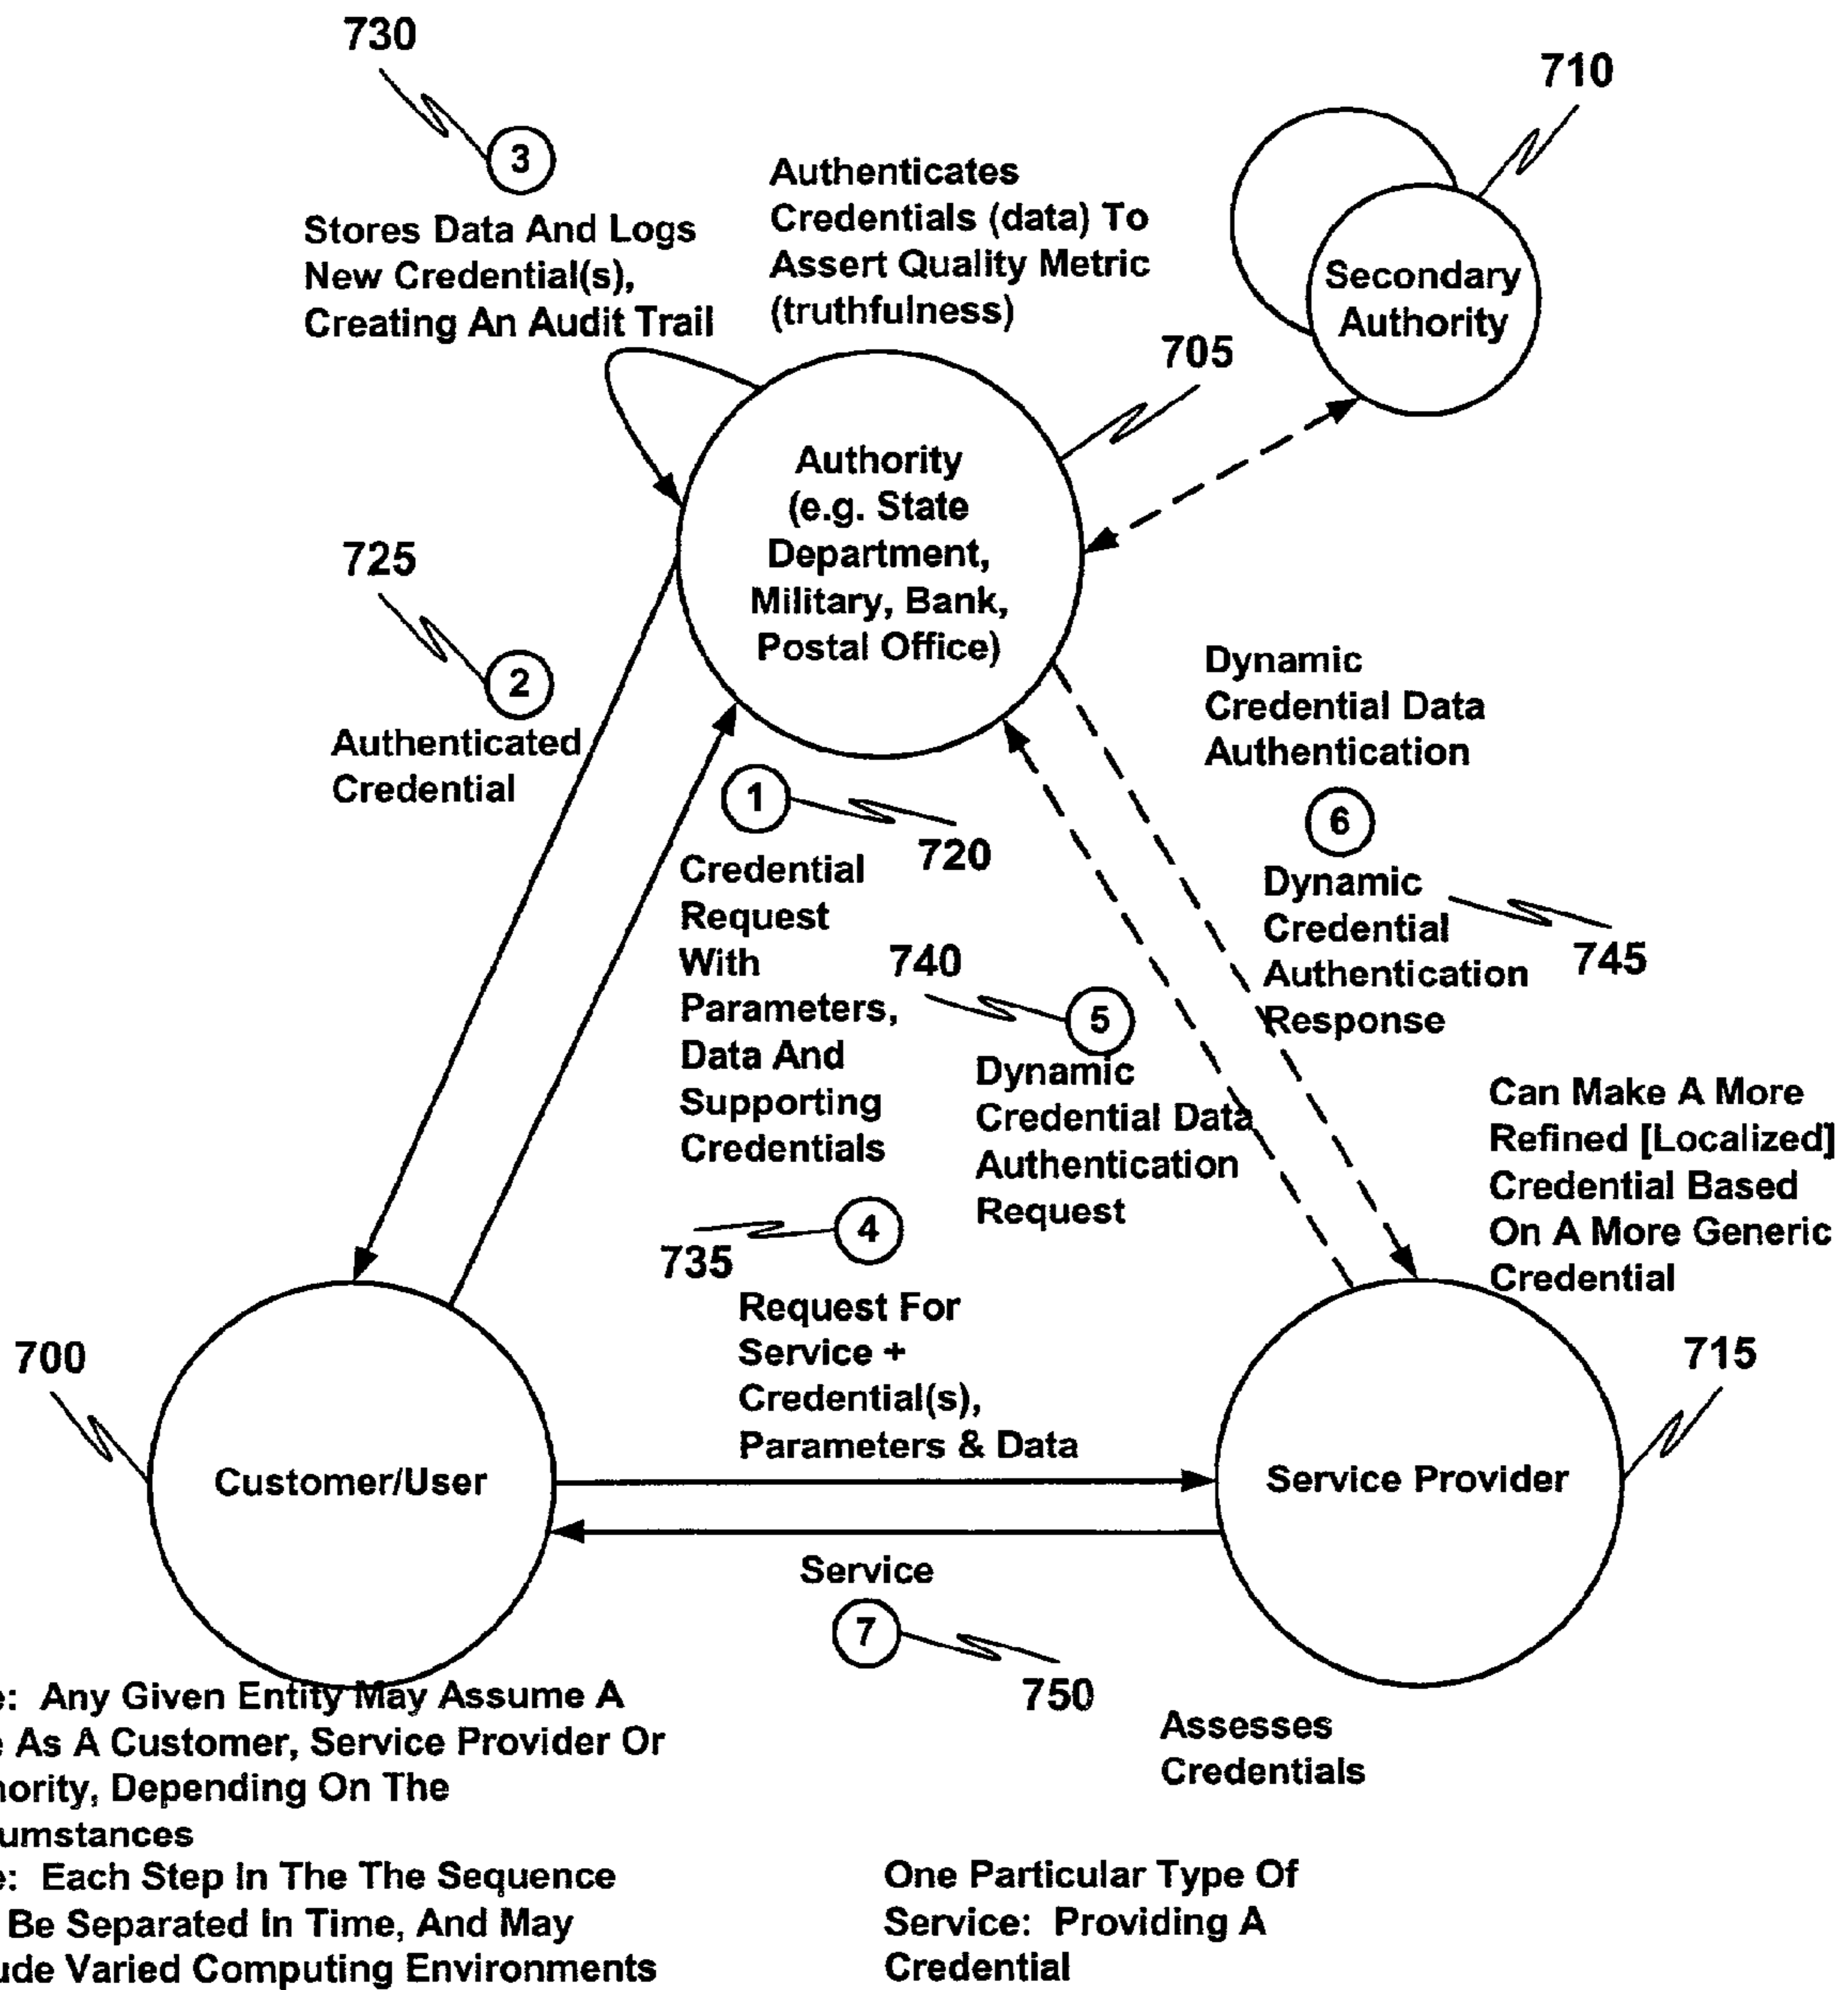 730
710
3
Stores Data And Logs
New Credential(s),
Creating An Audit Trail
Authenticates
Credentials (data) To
Assert Quality Metric
(truthfulness)
Secondary
Authority
705
Authority
(e.g. State
Department,
Military, Bank,
Postal Office)
725
2
Authenticated
Credential
1
720
Credential
Request
With
Parameters,
Data And
Supporting
Credentials
Dynamic
Credential Data
Authentication
6
Dynamic
Credential
Authentication
Response
745
740
5
Dynamic
Credential Data
Authentication
Request
Can Make A More
Refined [Localized]
Credential Based
On A More Generic
Credential
735
4
Request For
Service +
Credential(s),
Parameters & Data
700
Customer/User
715
Service Provider
Service
7
750
Assesses
Credentials
e: Any Given Entity May Assume A
e As A Customer, Service Provider Or
hority, Depending On The
umstances
e: Each Step In The The Sequence
Be Separated In Time, And May
ude Varied Computing Environments
One Particular Type Of
Service: Providing A
Credential